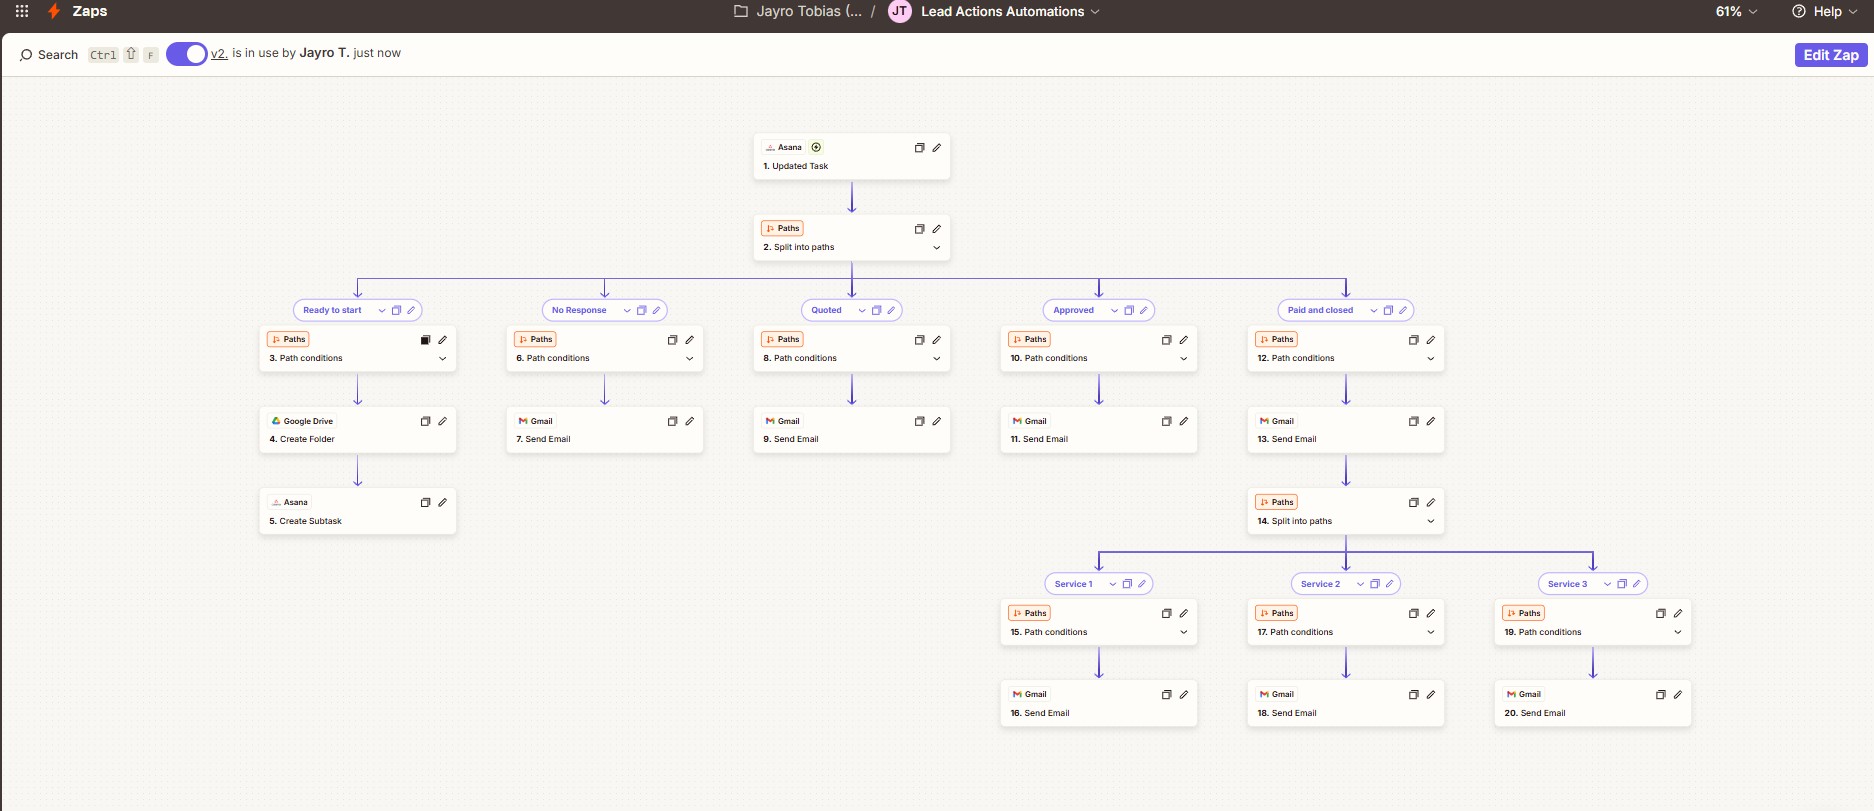 Zaps
Jayro Tobias (... / JT Lead Actions Automations
61% Help
Search Ctrl ⇧ F v2. is in use by Jayro T. just now
Edit Zap
Asana
1. Updated Task
Paths
2. Split into paths
Ready to start
No Response
Quoted
Approved
Paid and closed
Paths
3. Path conditions
Paths
6. Path conditions
Paths
8. Path conditions
Paths
10. Path conditions
Paths
12. Path conditions
Google Drive
4. Create Folder
Gmail
7. Send Email
Gmail
9. Send Email
Gmail
11. Send Email
Gmail
13. Send Email
Asana
5. Create Subtask
Paths
14. Split into paths
Service 1
Service 2
Service 3
Paths
15. Path conditions
Paths
17. Path conditions
Paths
19. Path conditions
Gmail
16. Send Email
Gmail
18. Send Email
Gmail
20. Send Email